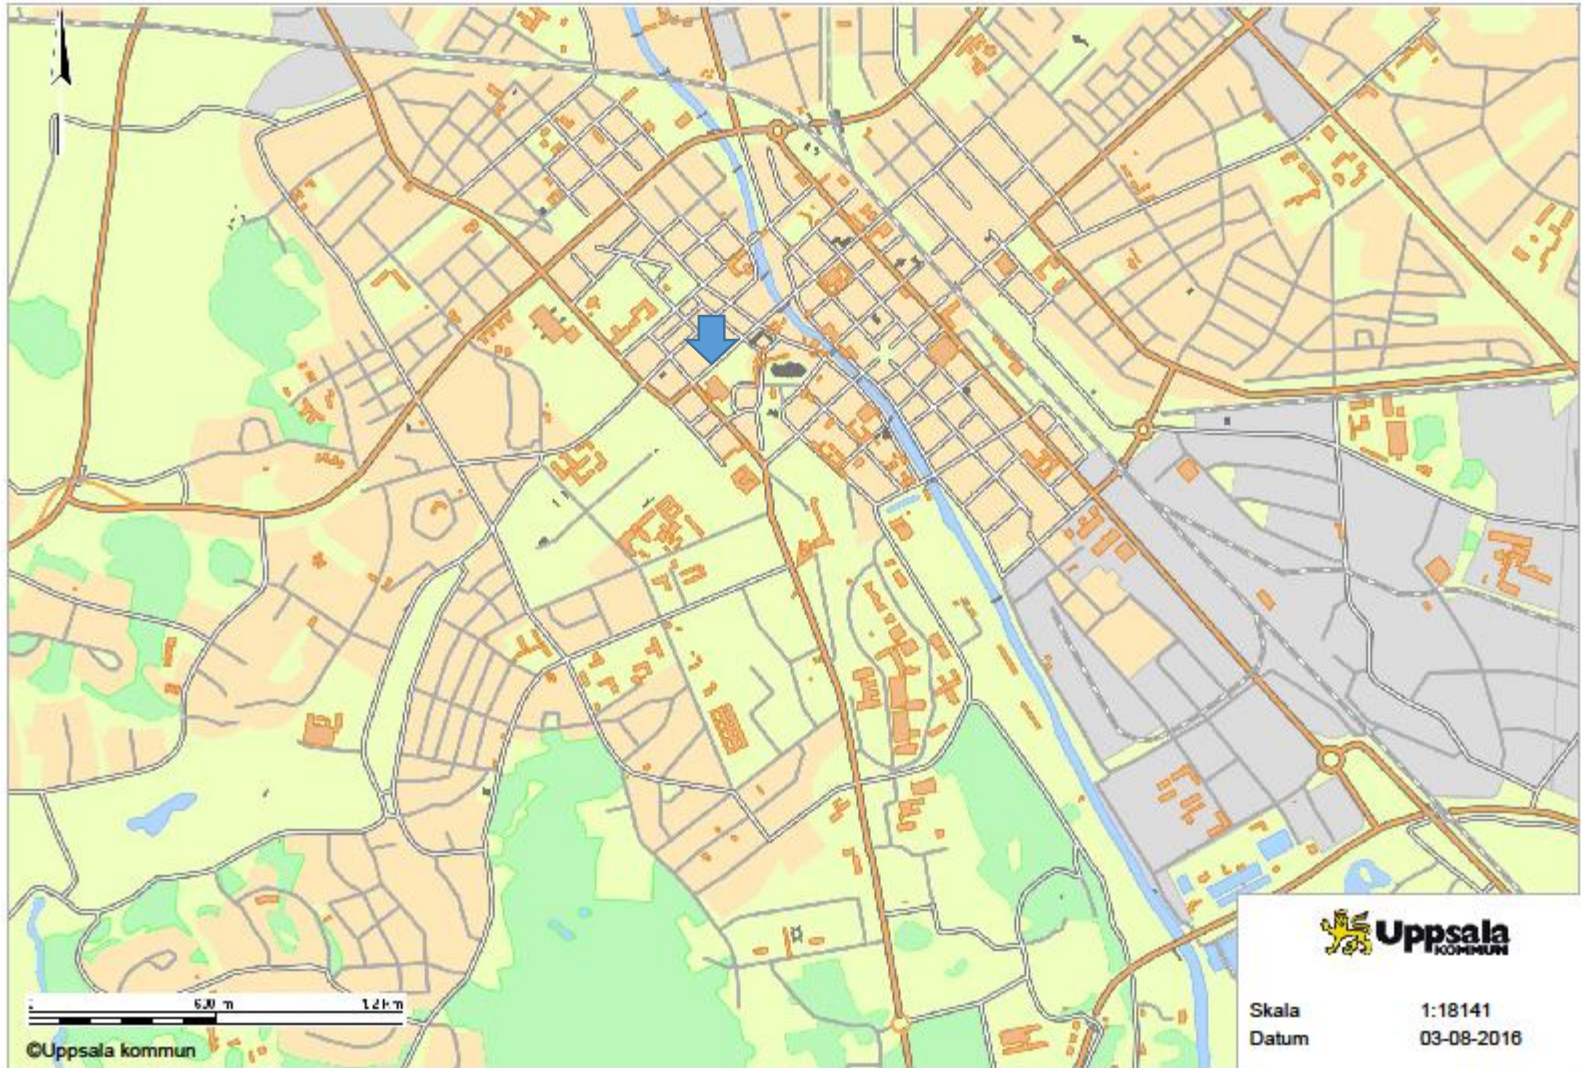 Uppsala
KOMMUN
Skala 1:18141
Datum 03-08-2016
600 m 1.2 km
©Uppsala kommun